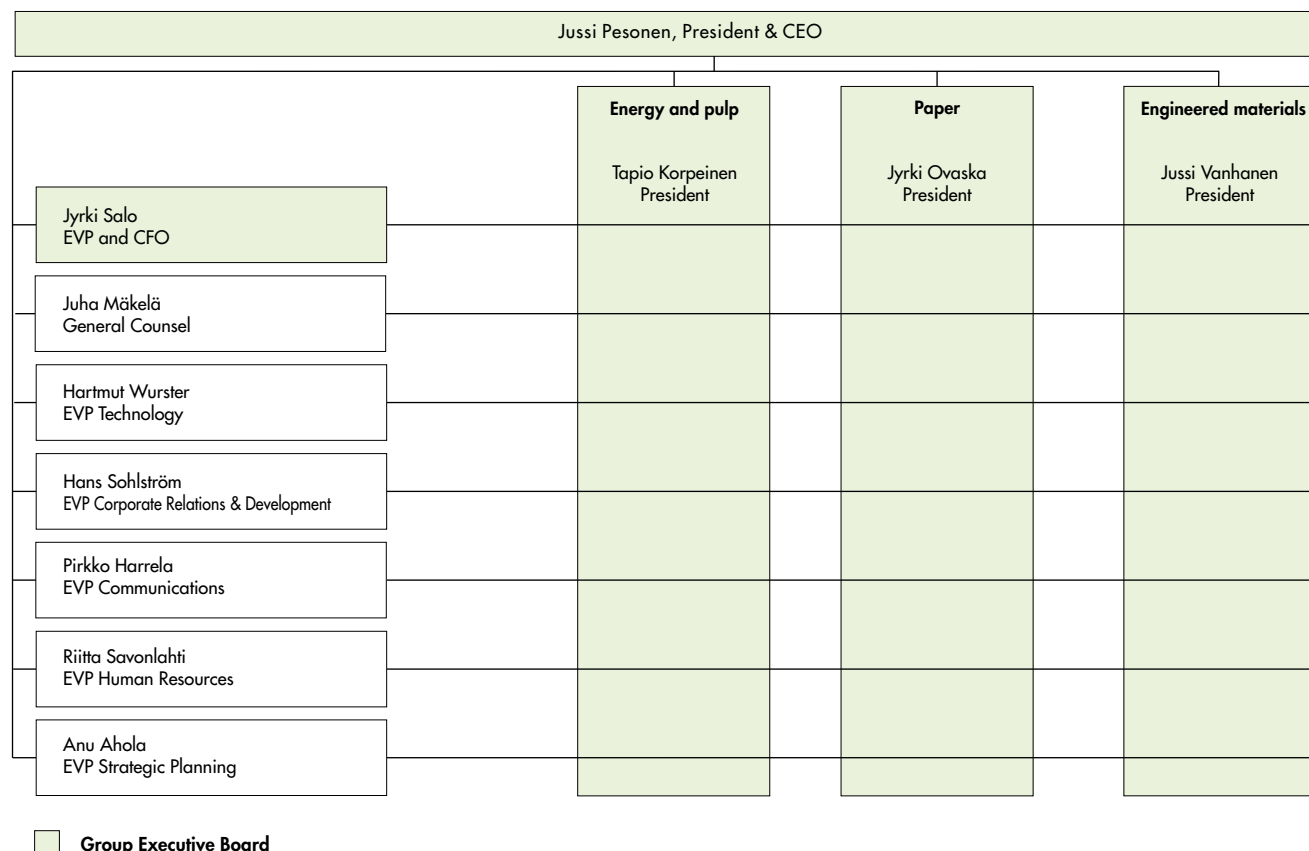 Jussi Pesonen, President & CEO
Energy and pulp
Tapio Korpeinen
President
Paper
Jyrki Ovaska
President
Engineered materials
Jussi Vanhanen
President
Jyrki Salo
EVP and CFO
Juha Mäkelä
General Counsel
Hartmut Wurster
EVP Technology
Hans Sohlström
EVP Corporate Relations & Development
Pirkko Harrela
EVP Communications
Riitta Savonlahti
EVP Human Resources
Anu Ahola
EVP Strategic Planning
Group Executive Board